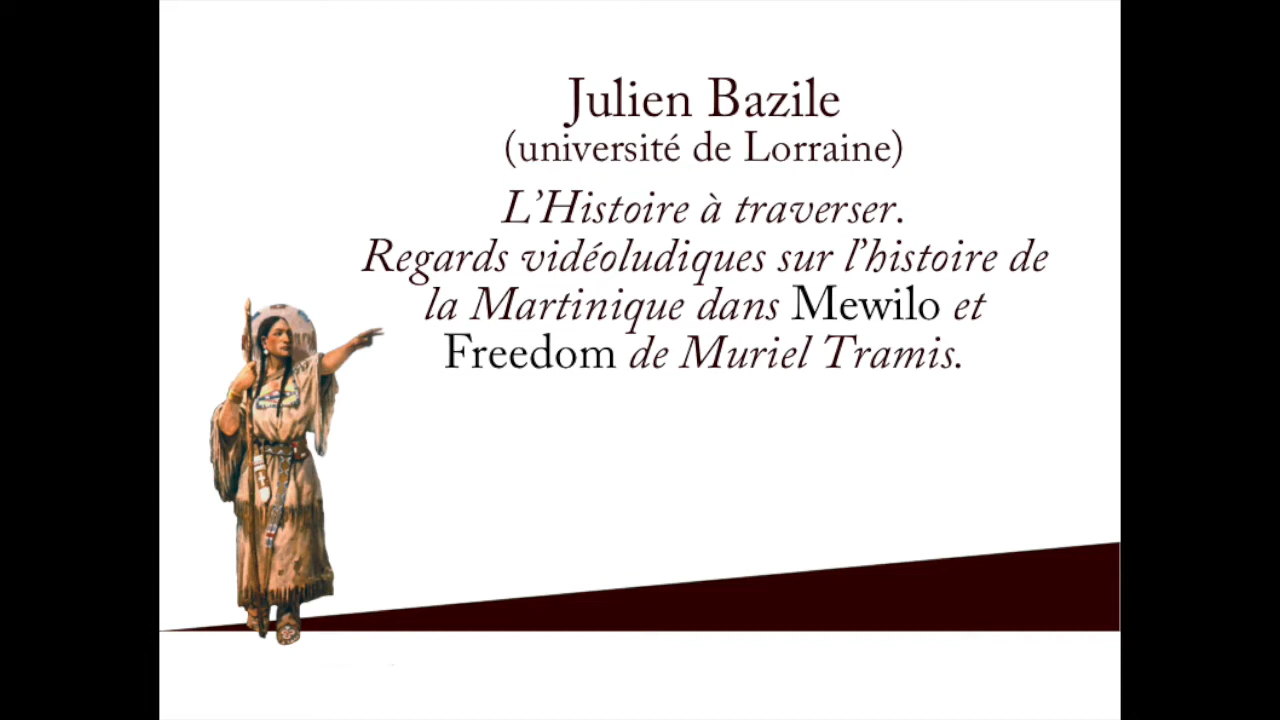 Julien Bazile
(université de Lorraine)
L’Histoire à traverser.
Regards vidéoludiques sur l’histoire de
la Martinique dans Mewilo et
Freedom de Muriel Tramis.